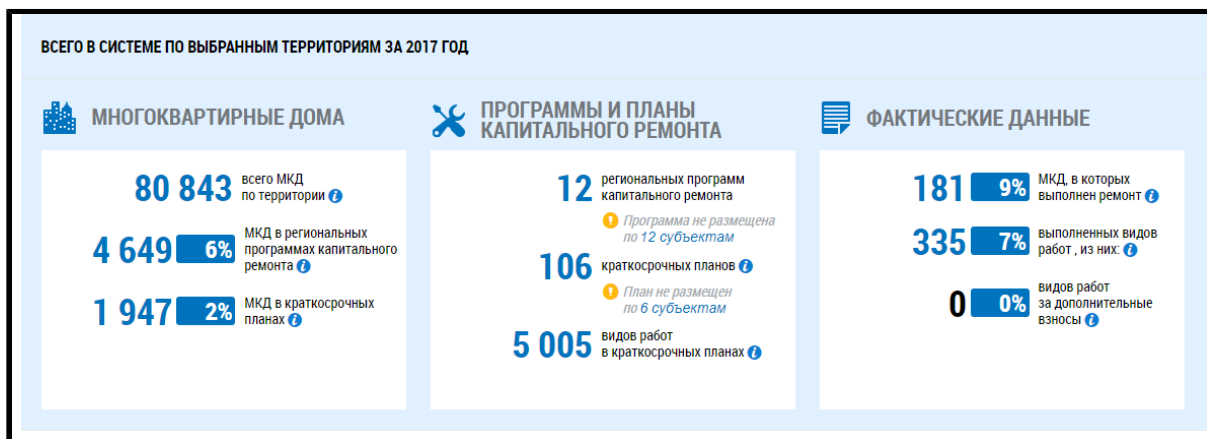 ВСЕГО В СИСТЕМЕ ПО ВЫБРАННЫМ ТЕРРИТОРИЯМ ЗА 2017 ГОД
МНОГОКВАРТИРНЫЕ ДОМА
80 843 всего МКД
по территории
4 649 6% МКД в региональных
программах капитального
ремонта
1 947 2% МКД в краткосрочных
планах
ПРОГРАММЫ И ПЛАНЫ
КАПИТАЛЬНОГО РЕМОНТА
12 региональных программ
капитального ремонта
Программа не размещена
по 12 субъектам
106 краткосрочных планов
План не размещен
по 6 субъектам
5 005 видов работ
в краткосрочных планах
ФАКТИЧЕСКИЕ ДАННЫЕ
181 9% МКД, в которых
выполнен ремонт
335 7% выполненных видов
работ , из них:
0 0% видов работ
за дополнительные
взносы